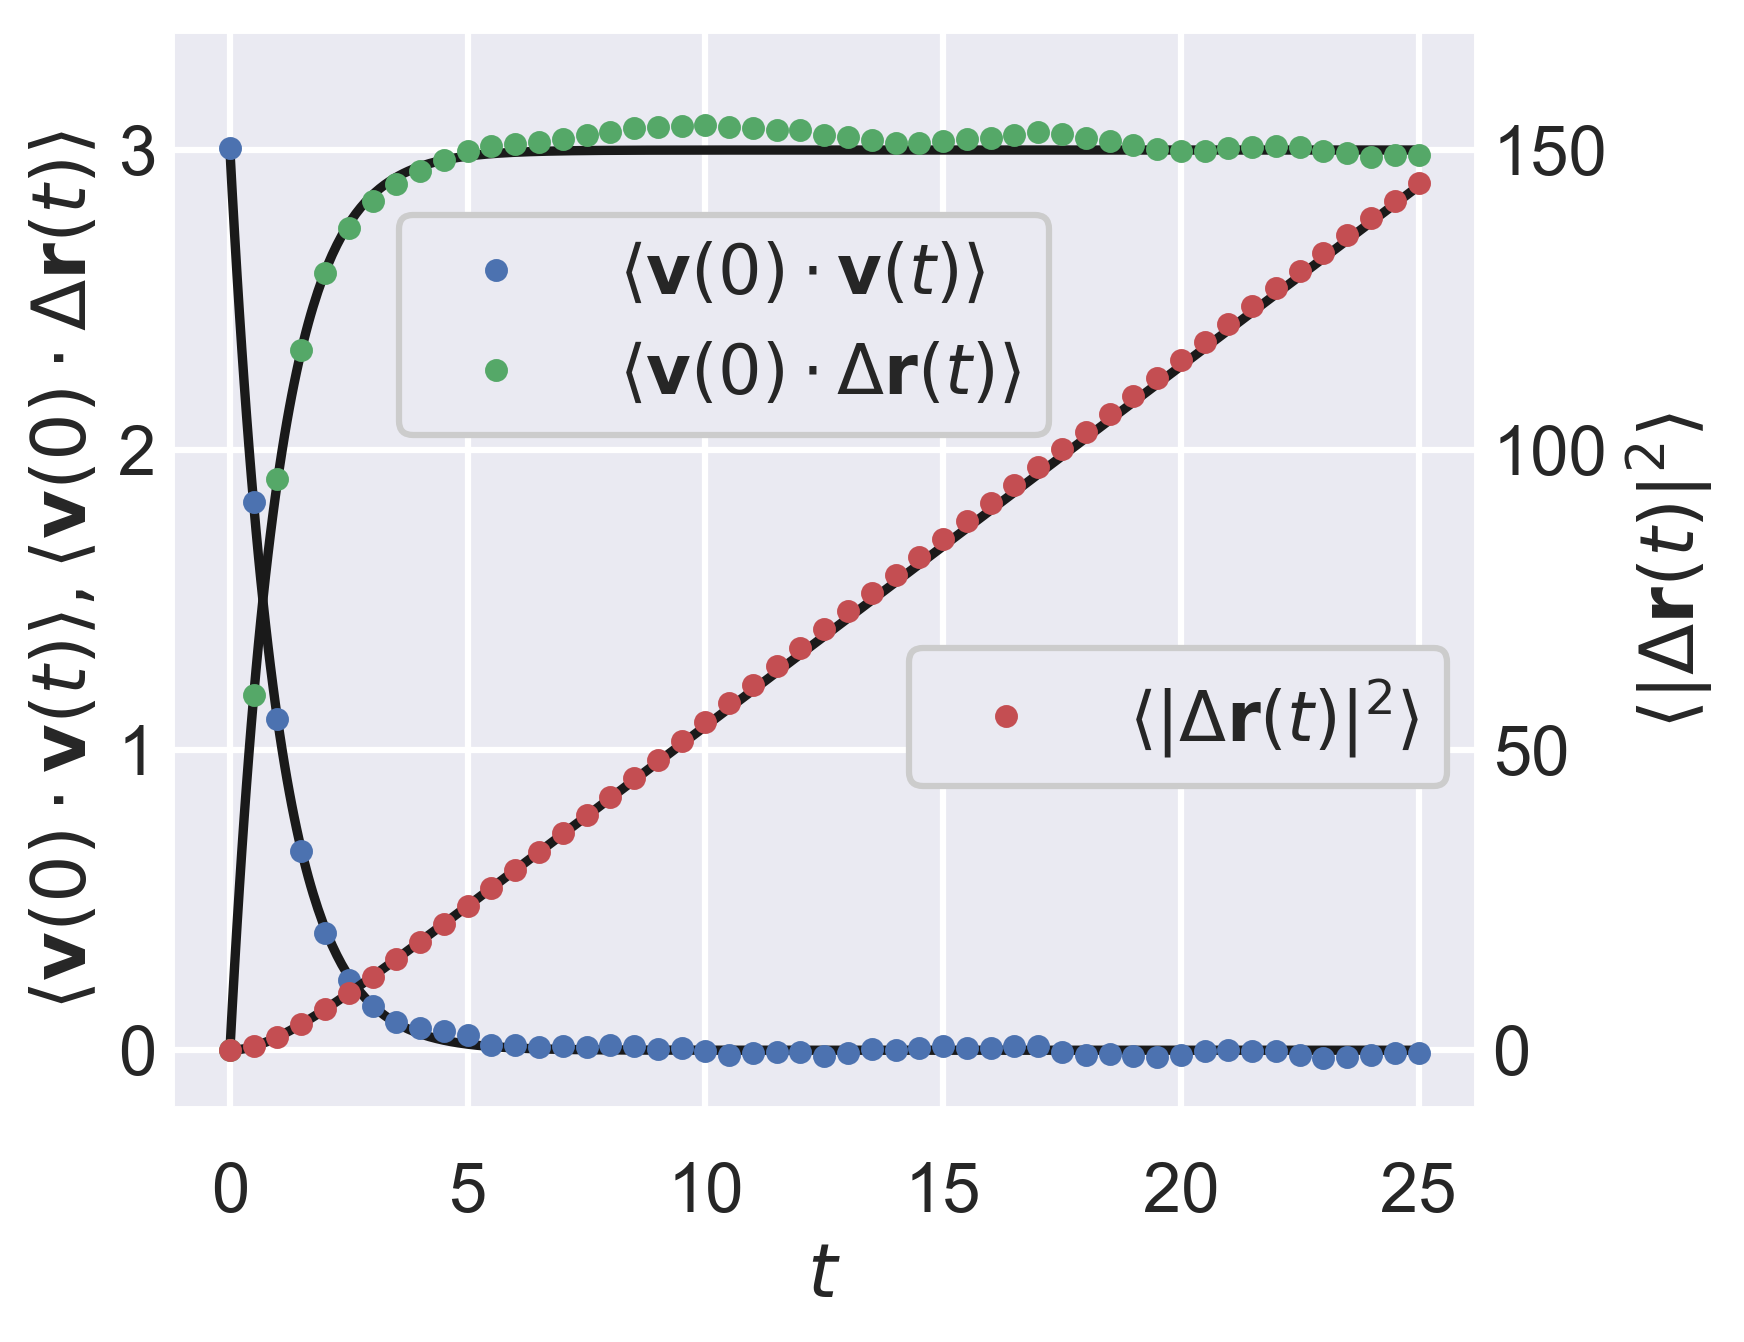 ⟨v(0) · v(t)⟩, ⟨v(0) · Δr(t)⟩
3
2
1
0
⟨v(0) · v(t)⟩
⟨v(0) · Δr(t)⟩
⟨|Δr(t)|²⟩
150
100
50
0
⟨|Δr(t)|²⟩
0 5 10 15 20 25
t